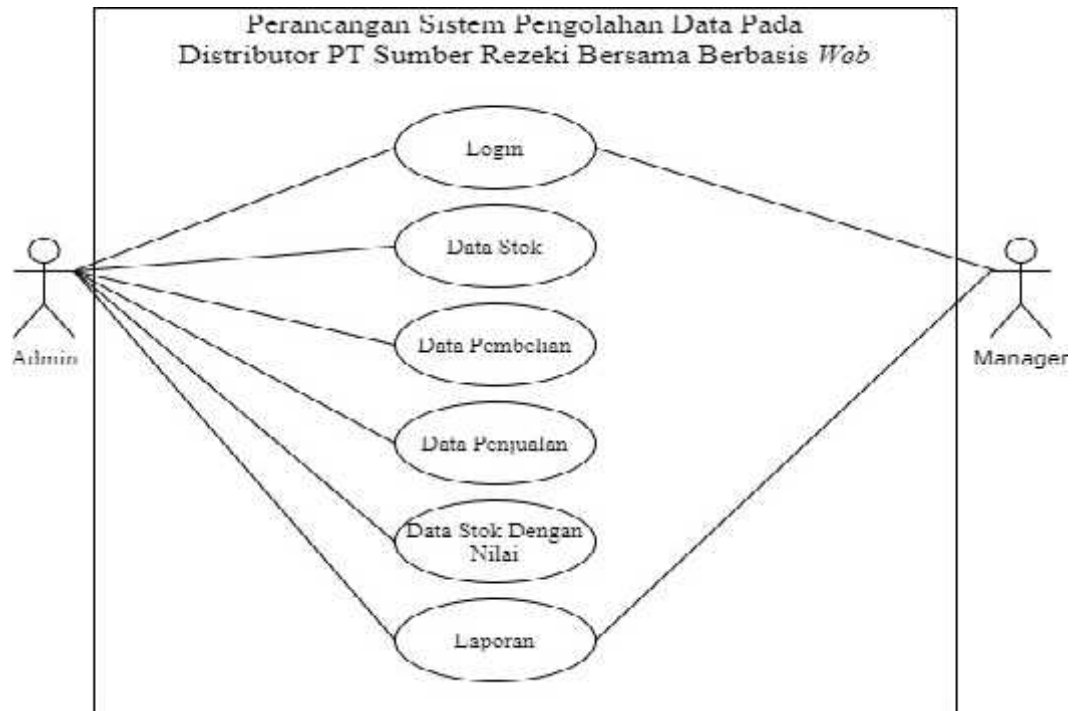 Perancangan Sistem Pengolahan Data Pada
Distributor PT Sumber Rezeki Bersama Berbasis Web
Login
Data Stok
Data Pembelian
Data Penjualan
Data Stok Dengan
Nilai
Laporan
Admin
Manager